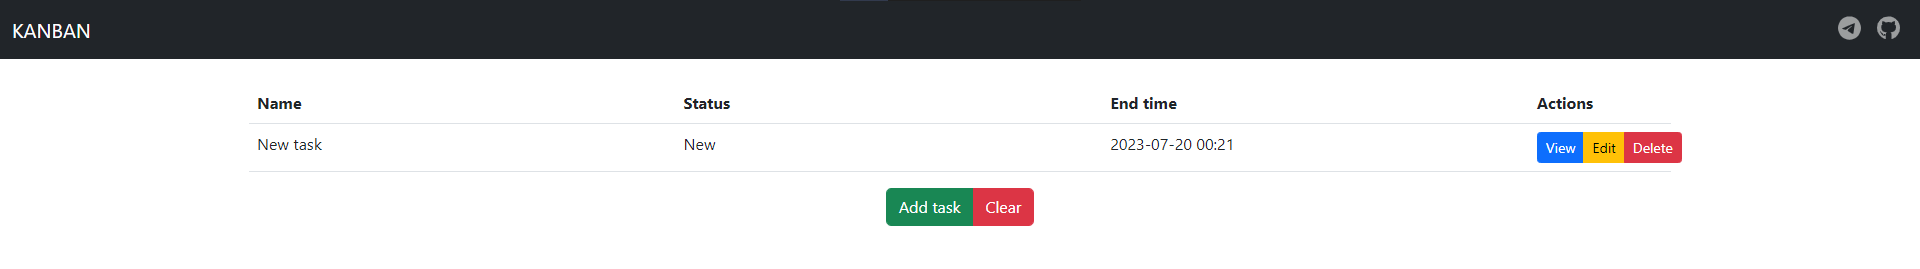 KANBAN
Name Status End time Actions
New task New 2023-07-20 00:21 View Edit Delete
Add task Clear